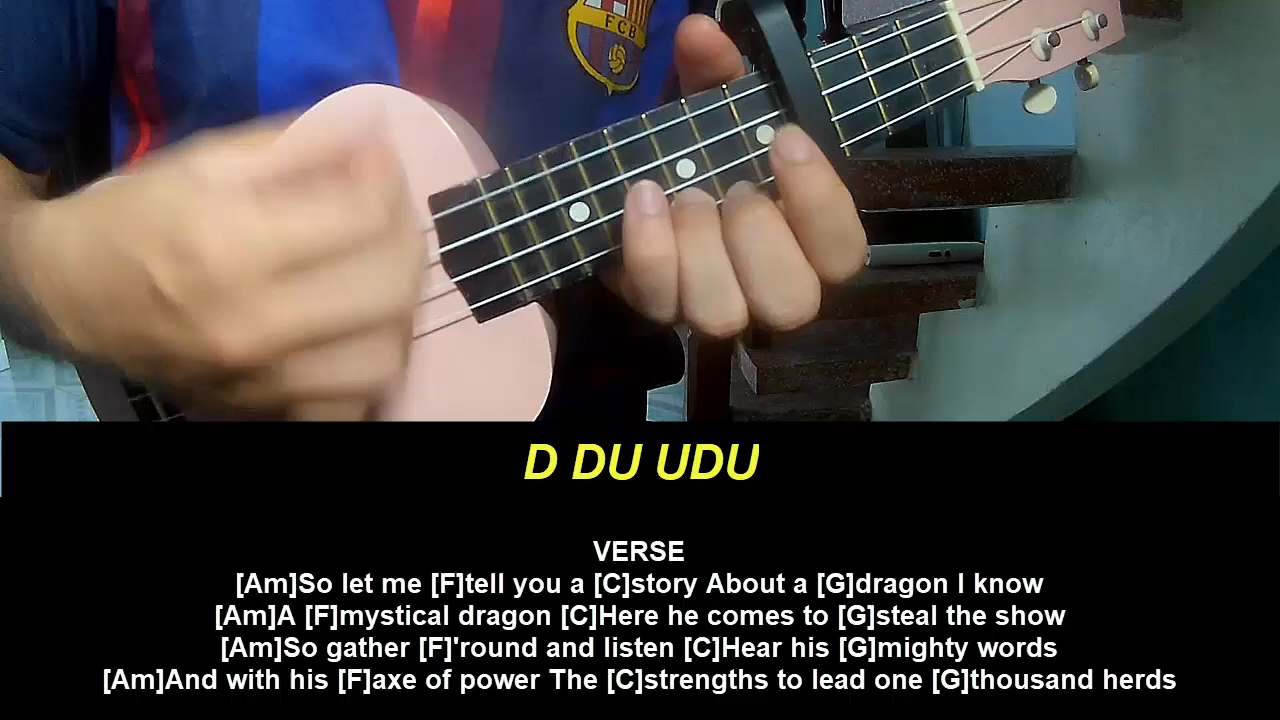 FCB
D DU UDU
VERSE
[Am]So let me [F]tell you a [C]story About a [G]dragon I know
[Am]A [F]mystical dragon [C]Here he comes to [G]steal the show
[Am]So gather [F]'round and listen [C]Hear his [G]mighty words
[Am]And with his [F]axe of power The [C]strengths to lead one [G]thousand herds